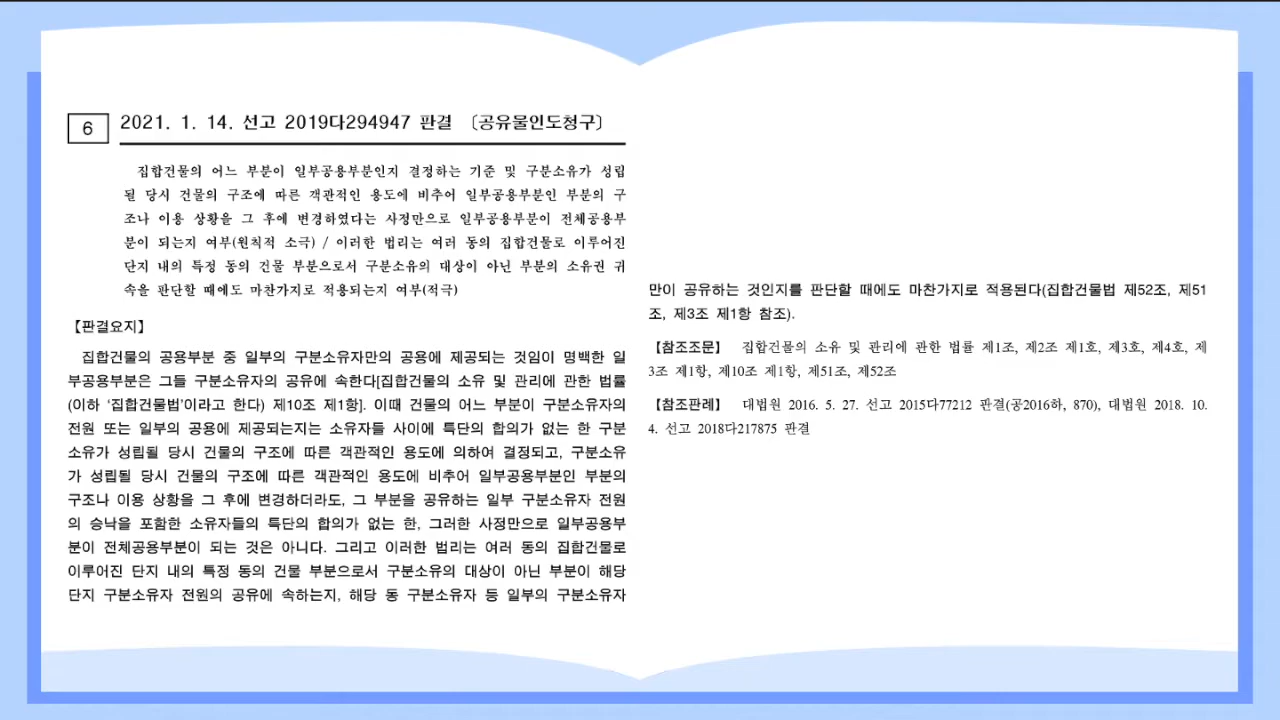 6
2021. 1. 14. 선고 2019다294947 판결 〔공유물인도청구〕
집합건물의 어느 부분이 일부공용부분인지 결정하는 기준 및 구분소유가 성립
될 당시 건물의 구조에 따른 객관적인 용도에 비추어 일부공용부분인 부분의 구
조나 이용 상황을 그 후에 변경하였다는 사정만으로 일부공용부분이 전체공용부
분이 되는지 여부(원칙적 소극) / 이러한 법리는 여러 동의 집합건물로 이루어진
단지 내의 특정 동의 건물 부분으로서 구분소유의 대상이 아닌 부분의 소유권 귀
속을 판단할 때에도 마찬가지로 적용되는지 여부(적극)
【판결요지】
집합건물의 공용부분 중 일부의 구분소유자만의 공용에 제공되는 것임이 명백한 일
부공용부분은 그들 구분소유자의 공유에 속한다[집합건물의 소유 및 관리에 관한 법률
(이하 ‘집합건물법’이라고 한다) 제10조 제1항]. 이때 건물의 어느 부분이 구분소유자의
전원 또는 일부의 공용에 제공되는지는 소유자들 사이에 특단의 합의가 없는 한 구분
소유가 성립될 당시 건물의 구조에 따른 객관적인 용도에 의하여 결정되고, 구분소유
가 성립될 당시 건물의 구조에 따른 객관적인 용도에 비추어 일부공용부분인 부분의
구조나 이용 상황을 그 후에 변경하더라도, 그 부분을 공유하는 일부 구분소유자 전원
의 승낙을 포함한 소유자들의 특단의 합의가 없는 한, 그러한 사정만으로 일부공용부
분이 전체공용부분이 되는 것은 아니다. 그리고 이러한 법리는 여러 동의 집합건물로
이루어진 단지 내의 특정 동의 건물 부분으로서 구분소유의 대상이 아닌 부분이 해당
단지 구분소유자 전원의 공유에 속하는지, 해당 동 구분소유자 등 일부의 구분소유자
만이 공유하는 것인지를 판단할 때에도 마찬가지로 적용된다(집합건물법 제52조, 제51
조, 제3조 제1항 참조).
【참조조문】 집합건물의 소유 및 관리에 관한 법률 제1조, 제2조 제1호, 제3호, 제4호, 제
3조 제1항, 제10조 제1항, 제51조, 제52조
【참조판례】 대법원 2016. 5. 27. 선고 2015다77212 판결(공2016하, 870), 대법원 2018. 10.
4. 선고 2018다217875 판결